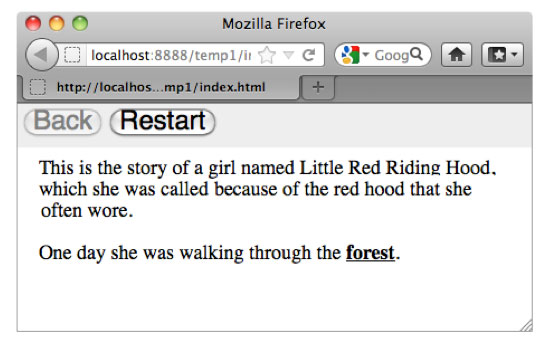 Mozilla Firefox
localhost:8888/temp1/ir
Goog
http://localhos...mp1/index.html
Back Restart
This is the story of a girl named Little Red Riding Hood,
which she was called because of the red hood that she
often wore.
One day she was walking through the forest.